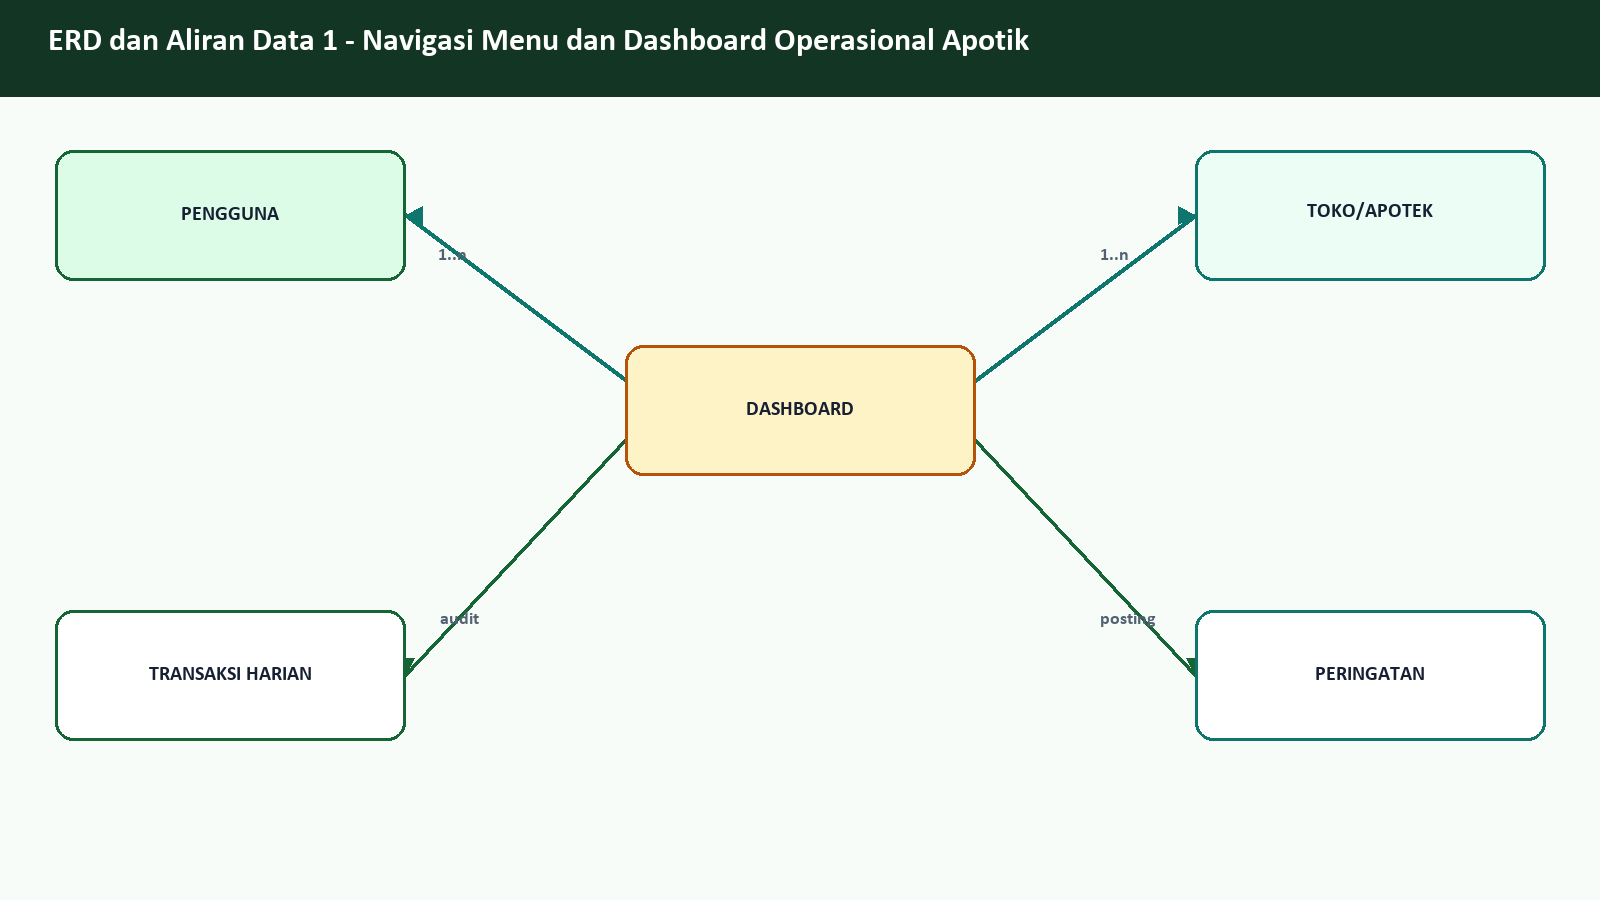 ERD dan Aliran Data 1 - Navigasi Menu dan Dashboard Operasional Apotik
PENGGUNA
TOKO/APOTEK
1..n
1..n
DASHBOARD
audit
posting
TRANSAKSI HARIAN
PERINGATAN